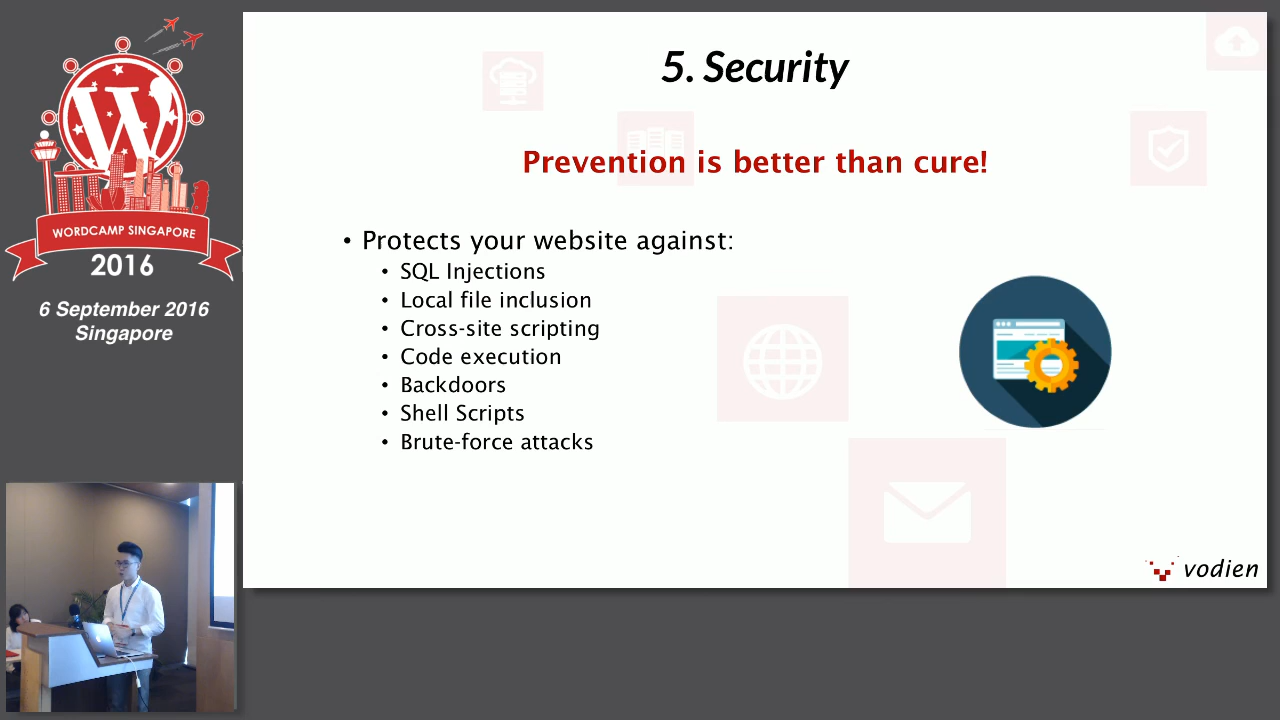 WORDCAMP SINGAPORE
2016
6 September 2016
Singapore
5. Security
Prevention is better than cure!
• Protects your website against:
• SQL Injections
• Local file inclusion
• Cross-site scripting
• Code execution
• Backdoors
• Shell Scripts
• Brute-force attacks
vodien